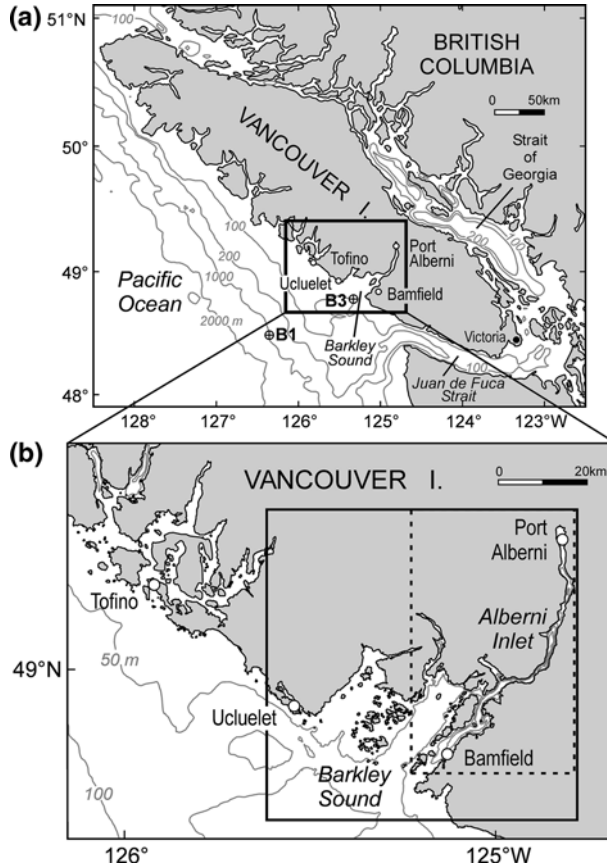 (a)
51°N
50°
49°
48°
100
BRITISH
COLUMBIA
0 50km
VANCOUVER I.
Strait
of
Georgia
100
200
100
200
1000
2000 m
Pacific
Ocean
Tofino
Port
Alberni
Ucluelet
B3
Bamfield
B1
Barkley
Sound
Victoria
Juan de Fuca
Strait
100
128° 127° 126° 125° 124° 123°W
(b)
VANCOUVER I.
0 20km
Port
Alberni
Tofino
Alberni
Inlet
49°N
50 m
Ucluelet
Bamfield
Barkley
Sound
100
126° 125°W